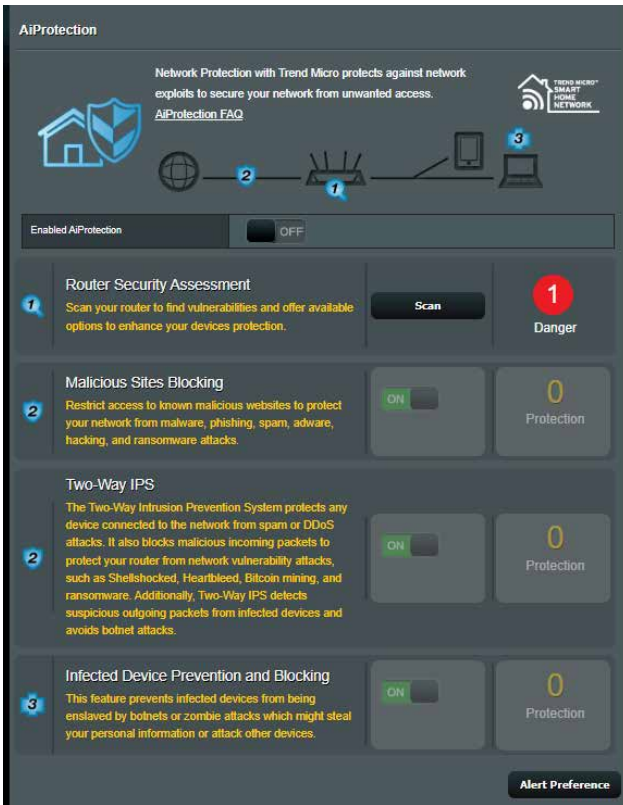 AiProtection
Network Protection with Trend Micro protects against network
exploits to secure your network from unwanted access.
AiProtection FAQ
TREND MICRO™
SMART
HOME
NETWORK
3
2
1
Enabled AiProtection
OFF
1
Router Security Assessment
Scan your router to find vulnerabilities and offer available
options to enhance your devices protection.
Scan
1
Danger
2
Malicious Sites Blocking
Restrict access to known malicious websites to protect
your network from malware, phishing, spam, adware,
hacking, and ransomware attacks.
ON
0
Protection
2
Two-Way IPS
The Two-Way Intrusion Prevention System protects any
device connected to the network from spam or DDoS
attacks. It also blocks malicious incoming packets to
protect your router from network vulnerability attacks,
such as Shellshocked, Heartbleed, Bitcoin mining, and
ransomware. Additionally, Two-Way IPS detects
suspicious outgoing packets from infected devices and
avoids botnet attacks.
ON
0
Protection
3
Infected Device Prevention and Blocking
This feature prevents infected devices from being
enslaved by botnets or zombie attacks which might steal
your personal information or attack other devices.
ON
0
Protection
Alert Preference